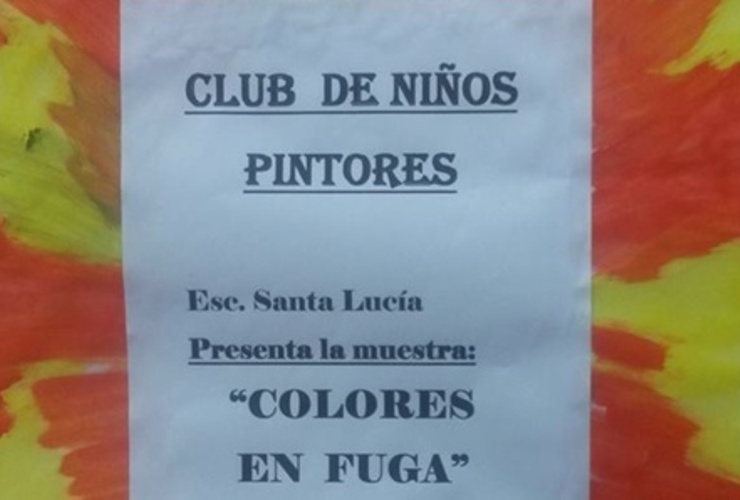 CLUB DE NIÑOS
PINTORES
Esc. Santa Lucía
Presenta la muestra:
“COLORES
EN FUGA”